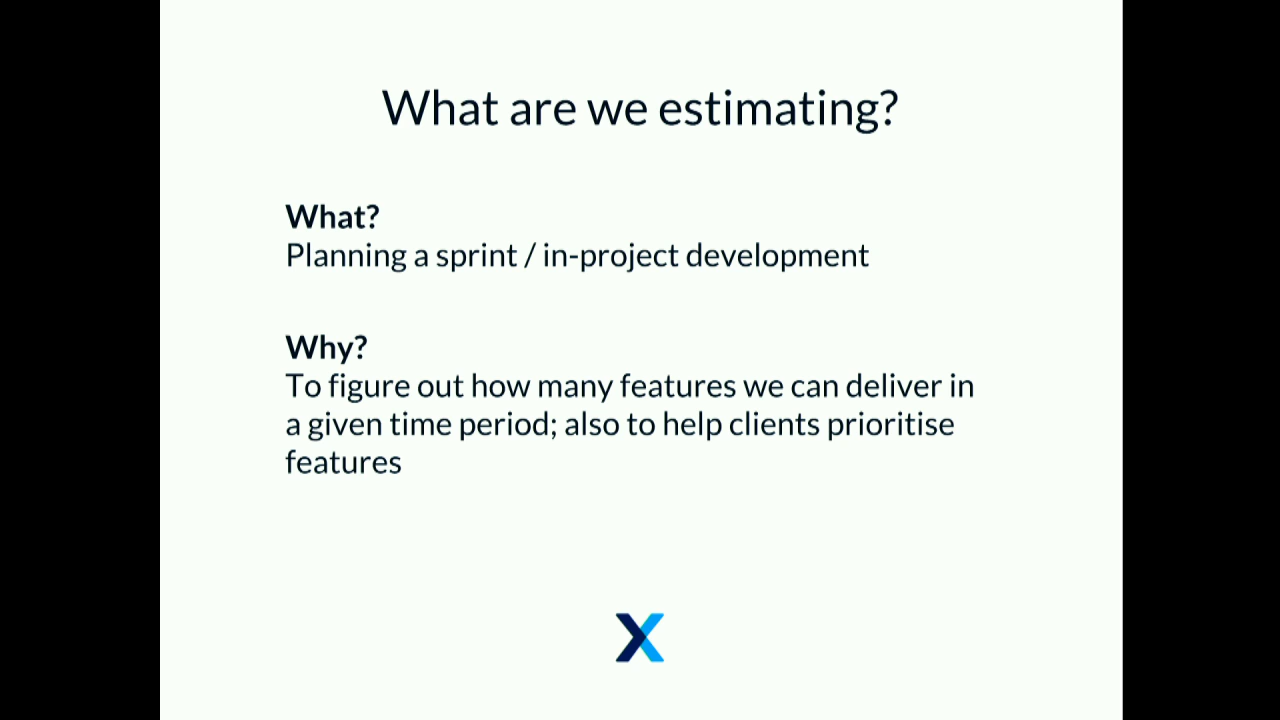 What are we estimating?
What?
Planning a sprint / in-project development
Why?
To figure out how many features we can deliver in
a given time period; also to help clients prioritise
features